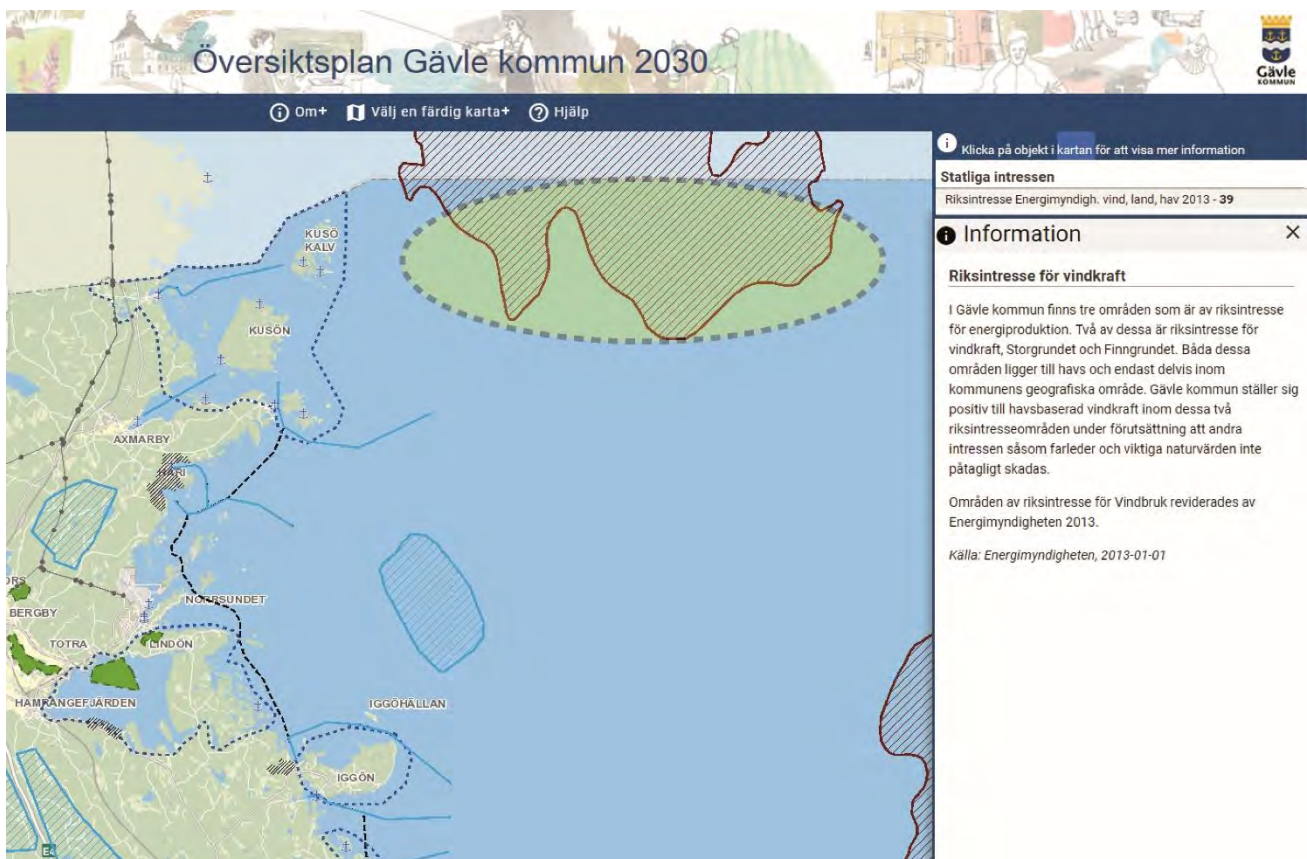 Översiktsplan Gävle kommun 2030
Gävle
KOMMUN
Om+
Välj en färdig karta+
Hjälp
Klicka på objekt i kartan för att visa mer information
Statliga intressen
Riksintresse Energimyndigh. vind, land, hav 2013 - 39
Information
Riksintresse för vindkraft
I Gävle kommun finns tre områden som är av riksintresse
för energiproduktion. Två av dessa är riksintresse för
vindkraft, Storgrundet och Finngrundet. Båda dessa
områden ligger till havs och endast delvis inom
kommunens geografiska område. Gävle kommun ställer sig
positiv till havsbaserad vindkraft inom dessa två
riksintresseområden under förutsättning att andra
intressen såsom farleder och viktiga naturvärden inte
påtagligt skadas.
Områden av riksintresse för Vindbruk reviderades av
Energimyndigheten 2013.
Källa: Energimyndigheten, 2013-01-01
KUSÖ
KALV
KUSÖN
AXMARBY
HARI
ORS
BERGBY
NORRSUNDET
TOTRA
LINDÖN
HAMRÅNGEFJÄRDEN
IGGÖHÄLLAN
IGGÖN
E4